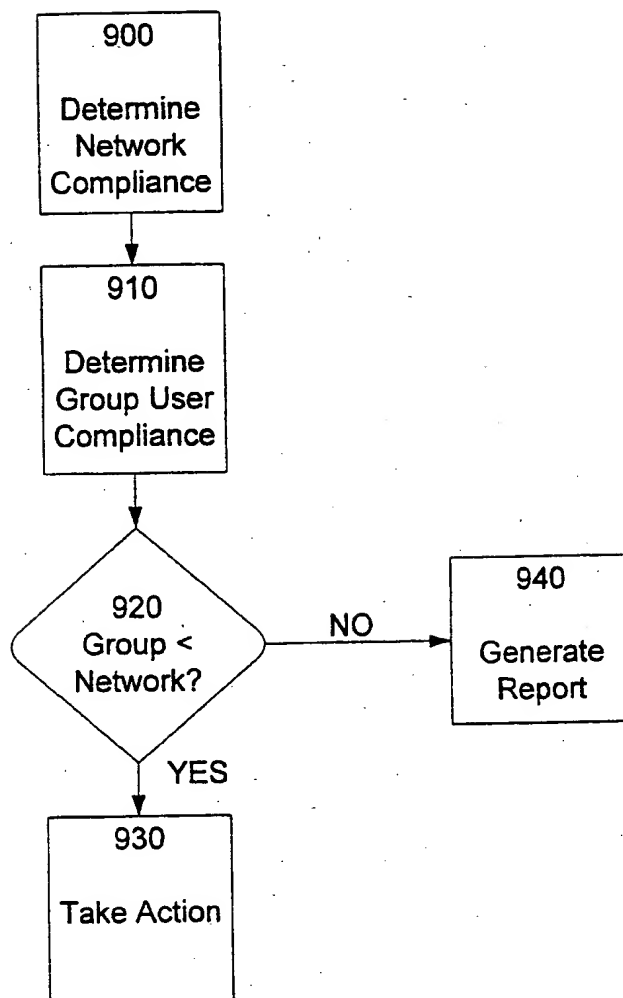 900
Determine
Network
Compliance
910
Determine
Group User
Compliance
920
Group <
Network?
NO
940
Generate
Report
YES
930
Take Action